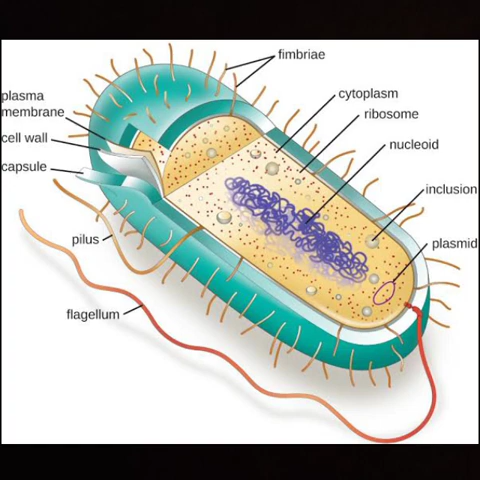 fimbriae
plasma
membrane
cytoplasm
ribosome
cell wall
nucleoid
capsule
inclusion
pilus
plasmid
flagellum